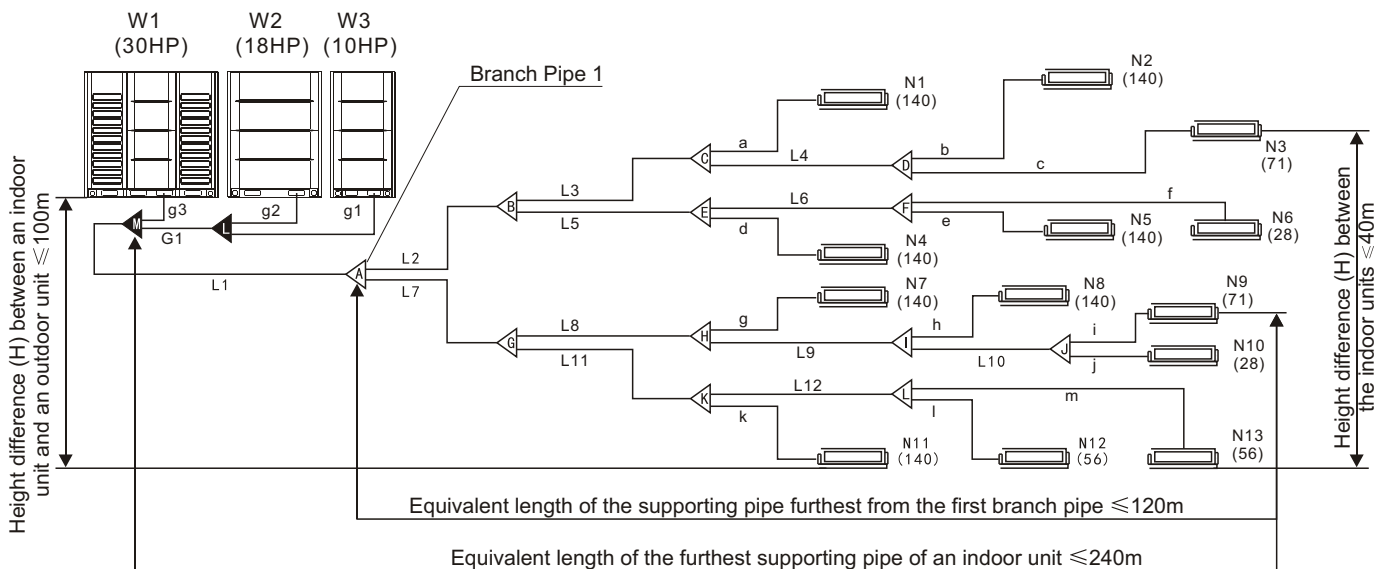 W1
(30HP)
W2
(18HP)
W3
(10HP)
Branch Pipe 1
N1
(140)
N2
(140)
N3
(71)
a
b
c
C
L4
D
g3
g2
g1
M
G1
L
L3
B
L5
L6
E
F
f
e
d
N4
(140)
N5
(140)
N6
(28)
L1
A
L2
L7
N7
(140)
N8
(140)
N9
(71)
g
h
i
L8
H
G
L11
L9
I
L10
J
j
N10
(28)
L12
K
L
m
k
l
N11
(140)
N12
(56)
N13
(56)
Height difference (H) between an indoor
unit and an outdoor unit ≤100m
Height difference (H) between
the indoor units ≤40m
Equivalent length of the supporting pipe furthest from the first branch pipe ≤120m
Equivalent length of the furthest supporting pipe of an indoor unit ≤240m